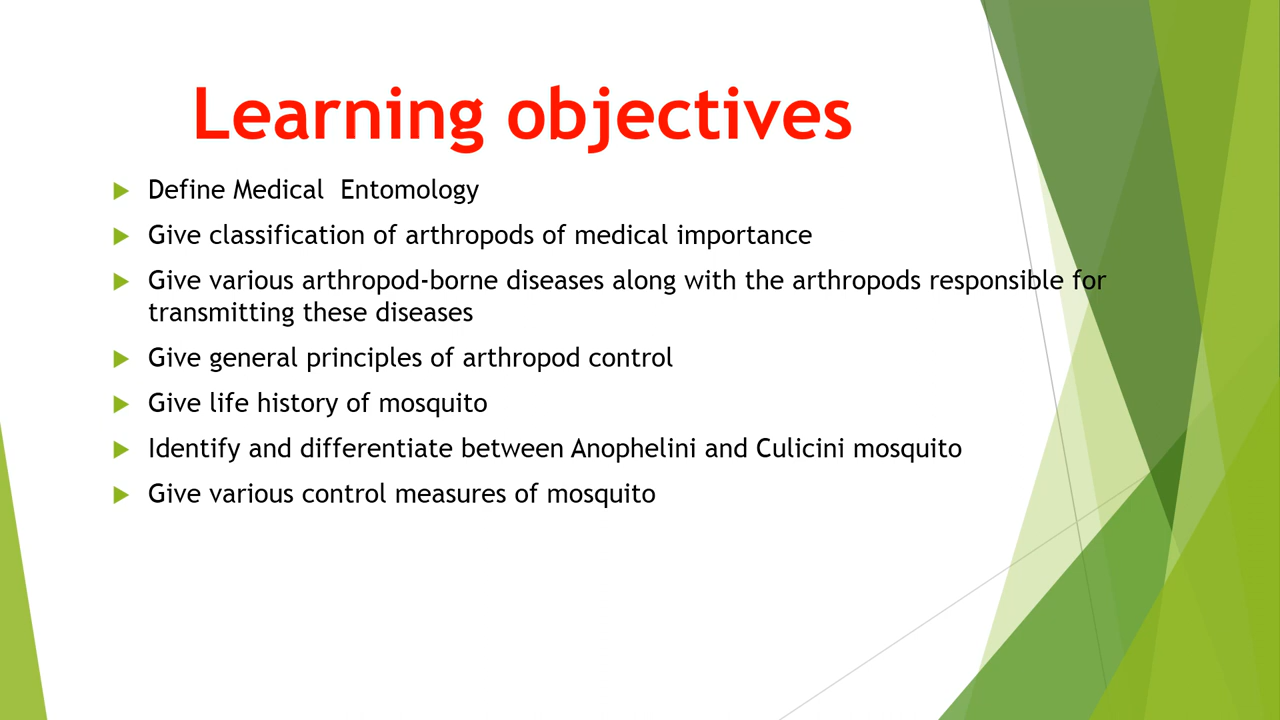 Learning objectives
Define Medical  Entomology
Give classification of arthropods of medical importance
Give various arthropod-borne diseases along with the arthropods responsible for
transmitting these diseases
Give general principles of arthropod control
Give life history of mosquito
Identify and differentiate between Anophelini and Culicini mosquito
Give various control measures of mosquito